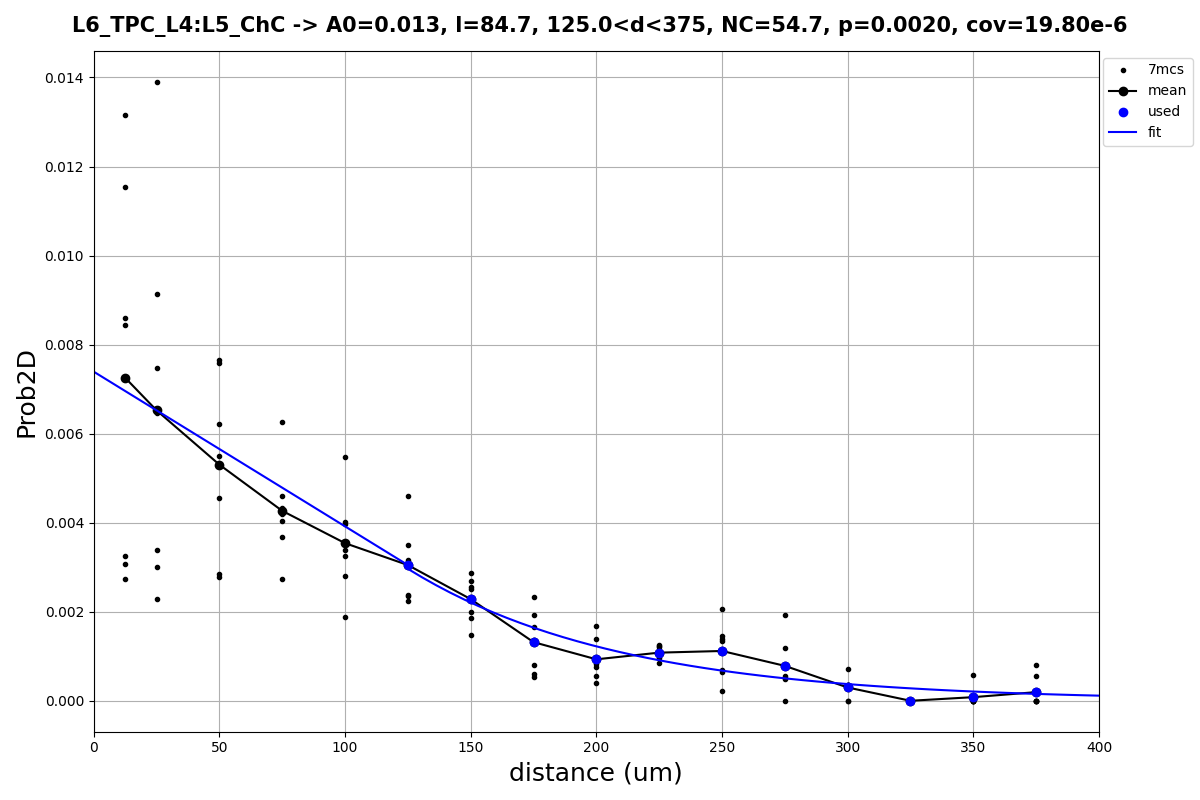 L6_TPC_L4:L5_ChC -> A0=0.013, l=84.7, 125.0<d<375, NC=54.7, p=0.0020, cov=19.80e-6
7mcs
mean
used
fit
Prob2D
0.014
0.012
0.010
0.008
0.006
0.004
0.002
0.000
0 50 100 150 200 250 300 350 400
distance (um)